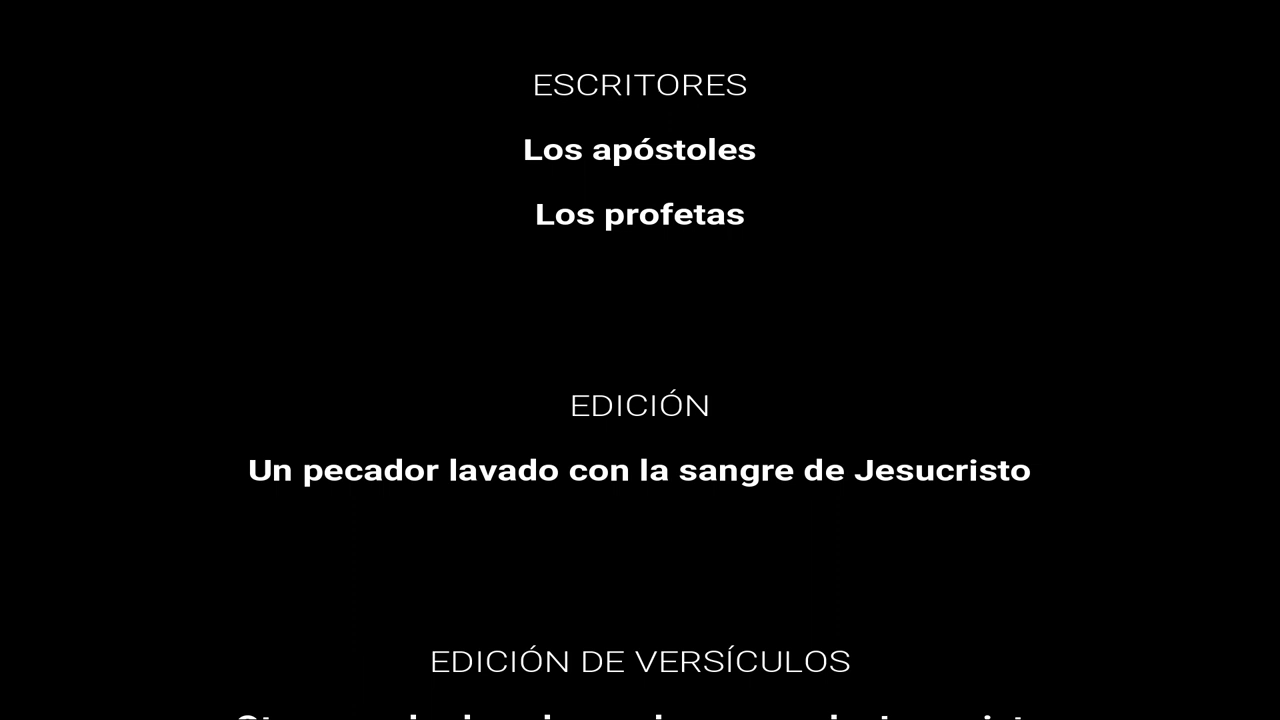 ESCRITORES
Los apóstoles
Los profetas
EDICIÓN
Un pecador lavado con la sangre de Jesucristo
EDICIÓN DE VERSÍCULOS